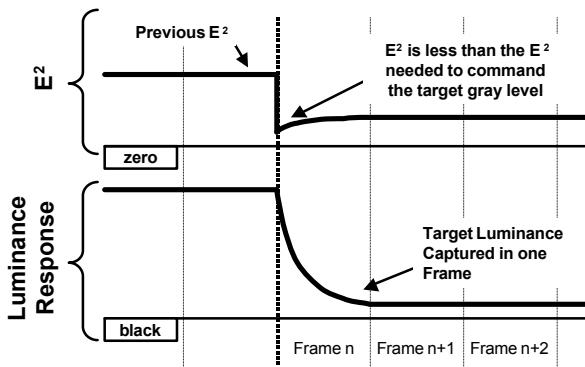 Previous E²
E²
E² is less than the E²
needed to command
the target gray level
zero
Luminance
Response
Target Luminance
Captured in one
Frame
black
Frame n
Frame n+1
Frame n+2